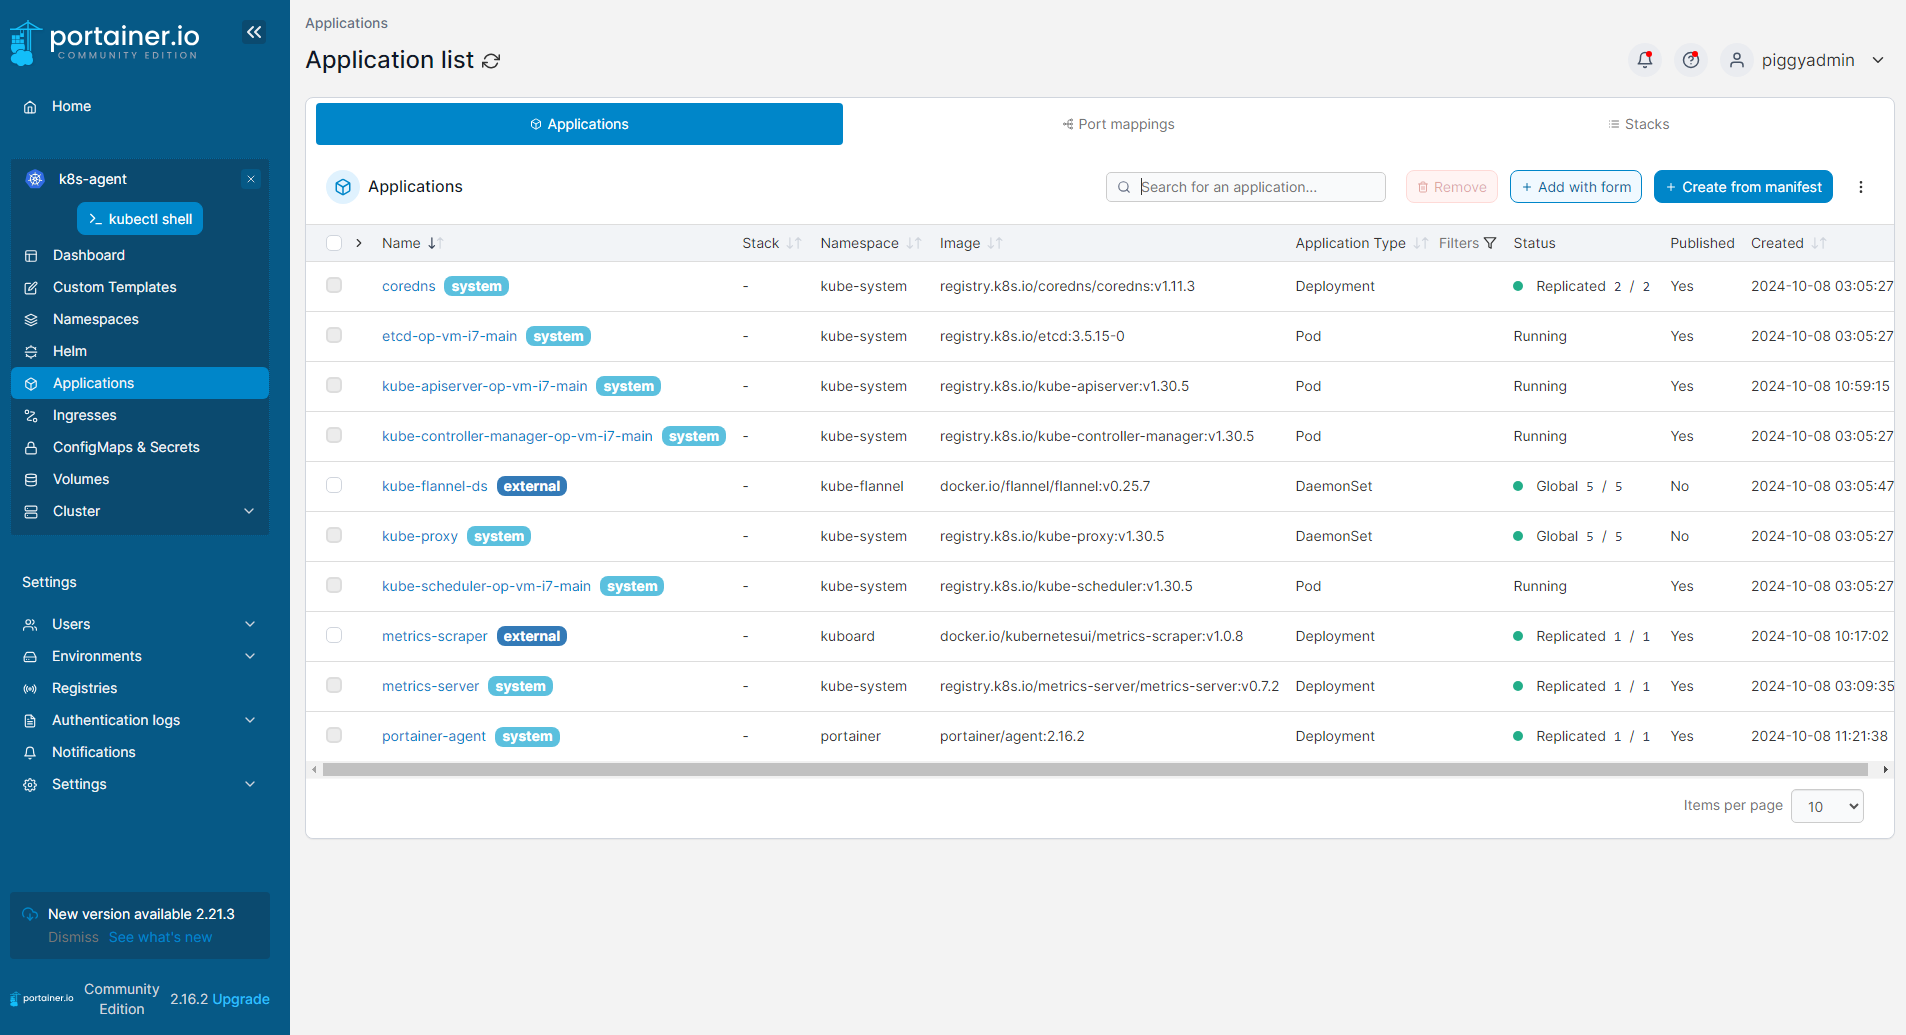 portainer.io
COMMUNITY EDITION
Home
k8s-agent
kubectl shell
Dashboard
Custom Templates
Namespaces
Helm
Applications
Ingresses
ConfigMaps & Secrets
Volumes
Cluster
Settings
Users
Environments
Registries
Authentication logs
Notifications
Settings
New version available 2.21.3
Dismiss See what's new
portainer.io Community Edition 2.16.2 Upgrade
Applications
Application list
piggyadmin
Applications Port mappings Stacks
Applications Search for an application... Remove + Add with form + Create from manifest
Name Stack Namespace Image Application Type Filters Status Published Created
coredns system - kube-system registry.k8s.io/coredns/coredns:v1.11.3 Deployment Replicated 2 / 2 Yes 2024-10-08 03:05:27
etcd-op-vm-i7-main system - kube-system registry.k8s.io/etcd:3.5.15-0 Pod Running Yes 2024-10-08 03:05:27
kube-apiserver-op-vm-i7-main system - kube-system registry.k8s.io/kube-apiserver:v1.30.5 Pod Running Yes 2024-10-08 10:59:15
kube-controller-manager-op-vm-i7-main system - kube-system registry.k8s.io/kube-controller-manager:v1.30.5 Pod Running Yes 2024-10-08 03:05:27
kube-flannel-ds external - kube-flannel docker.io/flannel/flannel:v0.25.7 DaemonSet Global 5 / 5 No 2024-10-08 03:05:47
kube-proxy system - kube-system registry.k8s.io/kube-proxy:v1.30.5 DaemonSet Global 5 / 5 No 2024-10-08 03:05:27
kube-scheduler-op-vm-i7-main system - kube-system registry.k8s.io/kube-scheduler:v1.30.5 Pod Running Yes 2024-10-08 03:05:27
metrics-scraper external - kuboard docker.io/kubernetesui/metrics-scraper:v1.0.8 Deployment Replicated 1 / 1 Yes 2024-10-08 10:17:02
metrics-server system - kube-system registry.k8s.io/metrics-server/metrics-server:v0.7.2 Deployment Replicated 1 / 1 Yes 2024-10-08 03:09:35
portainer-agent system - portainer portainer/agent:2.16.2 Deployment Replicated 1 / 1 Yes 2024-10-08 11:21:38
Items per page 10